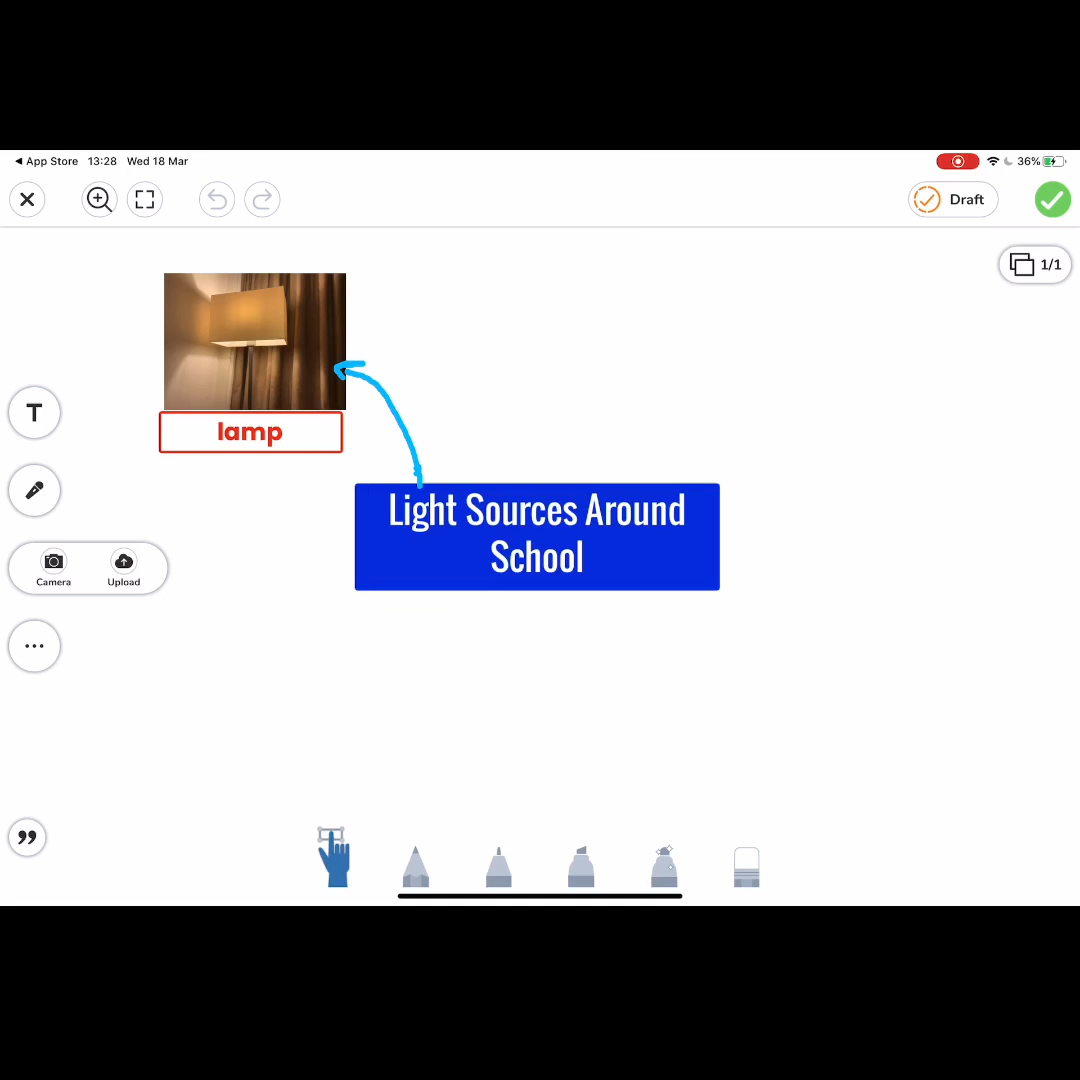 ◀ App Store 13:28 Wed 18 Mar
36%
Draft
1/1
lamp
T
Light Sources Around
School
Camera Upload